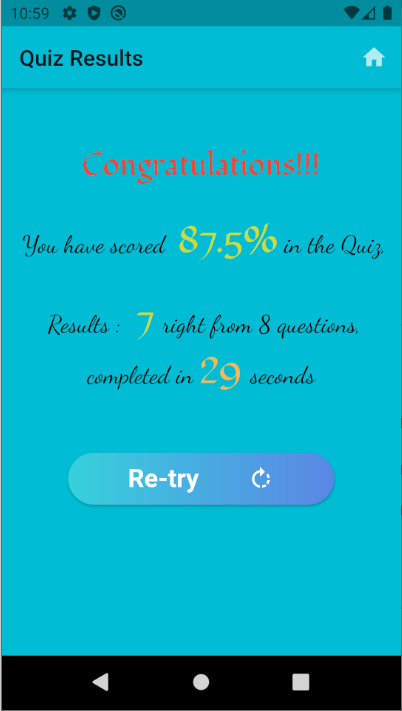 10:59
Quiz Results
Congratulations!!!
You have scored 87.5% in the Quiz,
Results : 7 right from 8 questions,
completed in 29 seconds
Re-try